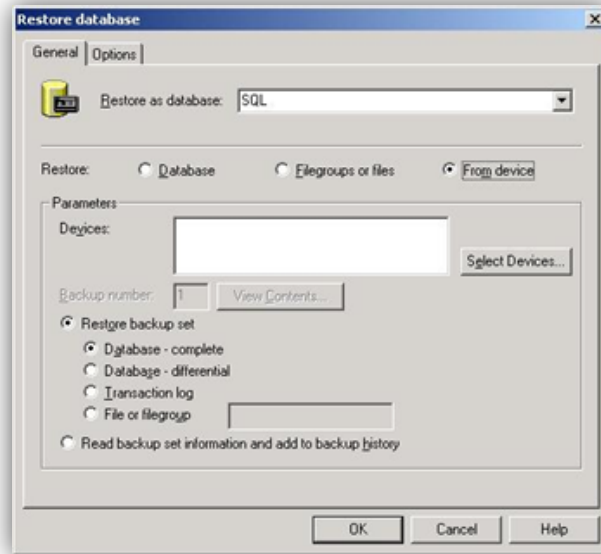 Restore database
General Options
Restore as database: SQL
Restore: Database Filegroups or files From device
Parameters
Devices:
Select Devices...
Backup number: 1 View Contents...
Restore backup set
Database - complete
Database - differential
Transaction log
File or filegroup
Read backup set information and add to backup history
OK Cancel Help